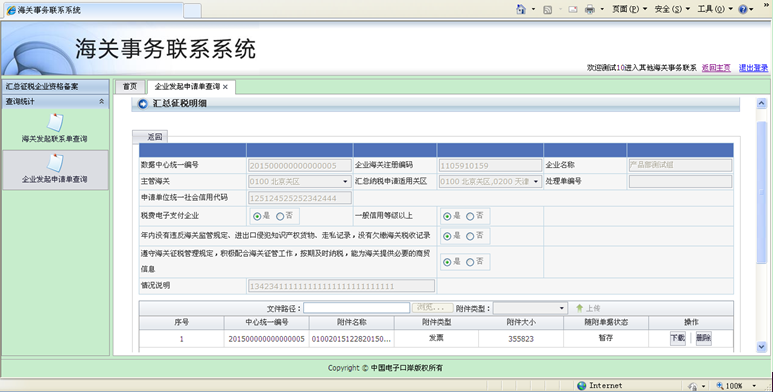 海关事务联系系统
页面(P) 安全(S) 工具(O)
海关事务联系系统
欢迎测试10进入其他海关事务联系 返回主页 退出登录
汇总征税企业资格备案
查询统计
海关发起联系单查询
企业发起申请单查询
首页 企业发起申请单查询 ×
汇总征税明细
返回
数据中心统一编号 201500000000000005 企业海关注册编码 1105910159 企业名称 产品部测试组
主管海关 0100 北京关区 汇总纳税申请适用关区 0100 北京关区,0200 天津 处理单编号
申请单位统一社会信用代码 125124525252342444
税费电子支付企业 是 否 一般信用等级以上 是 否
年内没有违反海关监管规定、进出口侵犯知识产权货物、走私记录,没有欠缴海关税收记录 是 否
遵守海关征税管理规定,积极配合海关征管工作,按期及时纳税,能为海关提供必要的商贸
信息 是 否
情况说明
文件路径: 浏览... 附件类型: 上传
序号 中心统一编号 附件名称 附件类型 附件大小 随附单据状态 操作
1 201500000000000005 01002015122820150... 发票 355823 暂存 下载 删除
Copyright © 中国电子口岸版权所有
Internet 100%